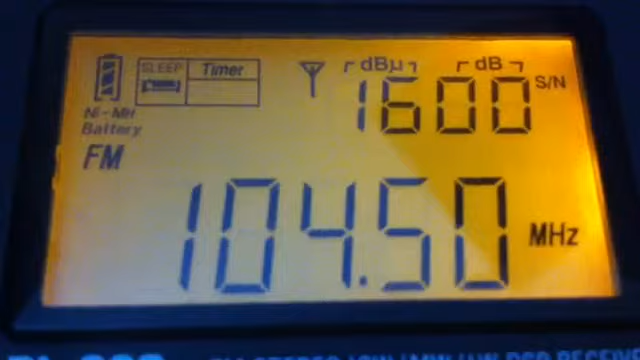 SLEEP Timer
dBµ dB
1600 S/N
Ni-MH
Battery
FM
104.50 MHz